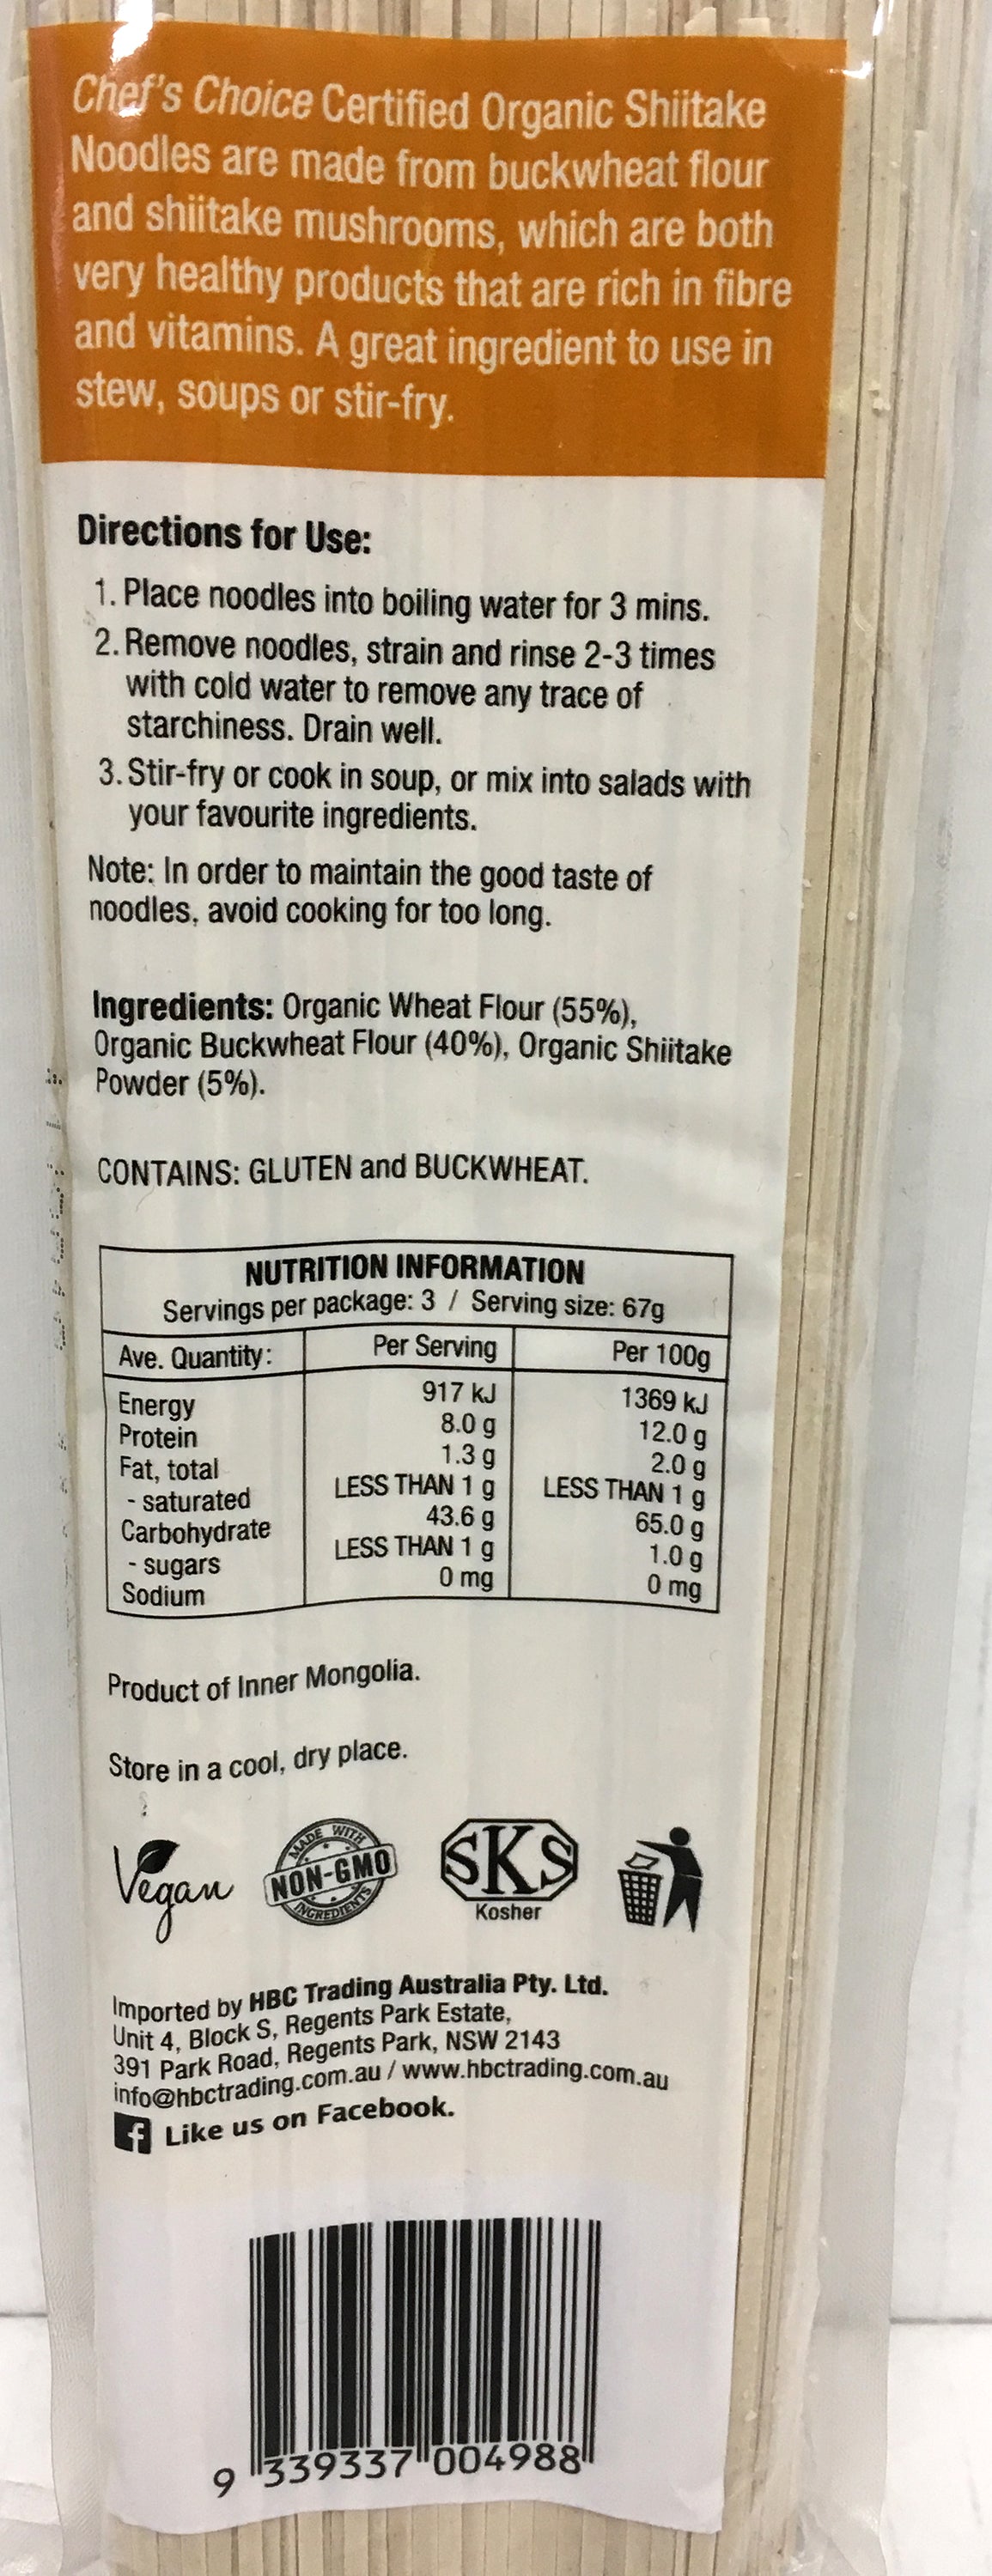 Chef's Choice Certified Organic Shiitake
Noodles are made from buckwheat flour
and shiitake mushrooms, which are both
very healthy products that are rich in fibre
and vitamins. A great ingredient to use in
stew, soups or stir-fry.
Directions for Use:
1. Place noodles into boiling water for 3 mins.
2. Remove noodles, strain and rinse 2-3 times
with cold water to remove any trace of
starchiness. Drain well.
3. Stir-fry or cook in soup, or mix into salads with
your favourite ingredients.
Note: In order to maintain the good taste of
noodles, avoid cooking for too long.
Ingredients: Organic Wheat Flour (55%),
Organic Buckwheat Flour (40%), Organic Shiitake
Powder (5%).
CONTAINS: GLUTEN and BUCKWHEAT.
NUTRITION INFORMATION
Servings per package: 3 / Serving size: 67g
Ave. Quantity: Per Serving Per 100g
Energy 917 kJ 1369 kJ
Protein 8.0 g 12.0 g
Fat, total 1.3 g 2.0 g
- saturated LESS THAN 1 g LESS THAN 1 g
Carbohydrate 43.6 g 65.0 g
- sugars LESS THAN 1 g 1.0 g
Sodium 0 mg 0 mg
Product of Inner Mongolia.
Store in a cool, dry place.
Vegan
MADE WITH
NON-GMO
INGREDIENTS
SKS
Kosher
Imported by HBC Trading Australia Pty. Ltd.
Unit 4, Block S, Regents Park Estate,
391 Park Road, Regents Park, NSW 2143
info@hbctrading.com.au / www.hbctrading.com.au
f Like us on Facebook.
9 339337 004988